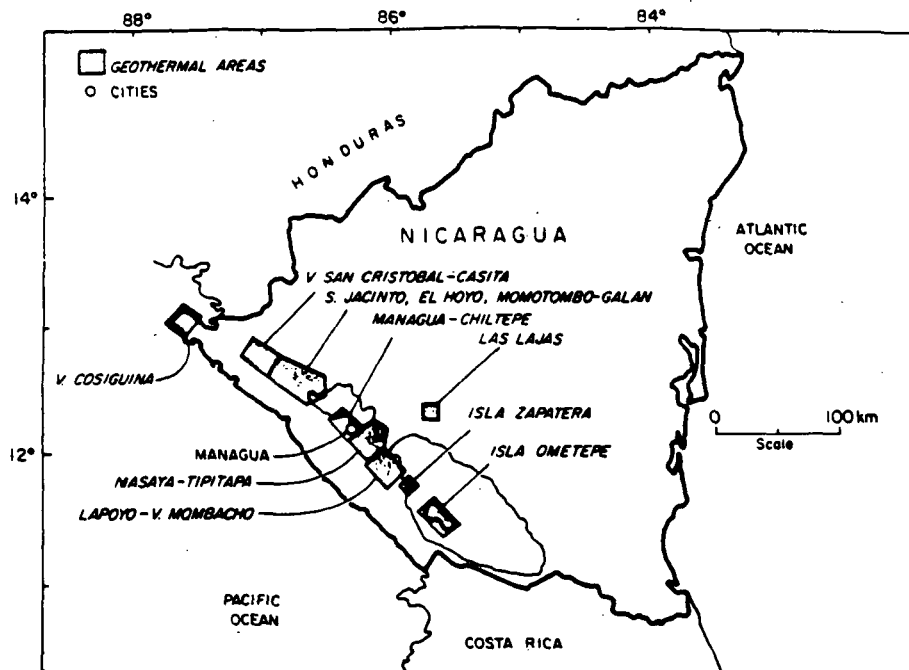 88°
86°
84°
GEOTHERMAL AREAS
CITIES
HONDURAS
14°
NICARAGUA
ATLANTIC
OCEAN
V SAN CRISTOBAL-CASITA
S. JACINTO, EL HOYO, MOMOTOMBO-GALAN
MANAGUA-CHILTEPE
LAS LAJAS
V. COSIGUINA
ISLA ZAPATERA
0 100 km
Scale
12°
MANAGUA
ISLA OMETEPE
MASAYA-TIPITAPA
LAPOYO-V. MOMBACHO
PACIFIC
OCEAN
COSTA RICA